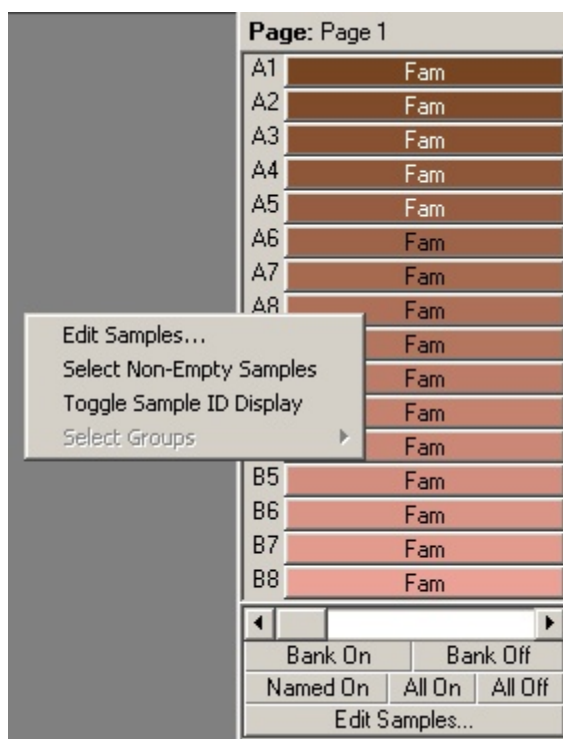 Page: Page 1
A1 Fam
A2 Fam
A3 Fam
A4 Fam
A5 Fam
A6 Fam
A7 Fam
A8 Fam
Fam
Fam
Fam
Fam
B5 Fam
B6 Fam
B7 Fam
B8 Fam
Edit Samples...
Select Non-Empty Samples
Toggle Sample ID Display
Select Groups
Bank On Bank Off
Named On All On All Off
Edit Samples...